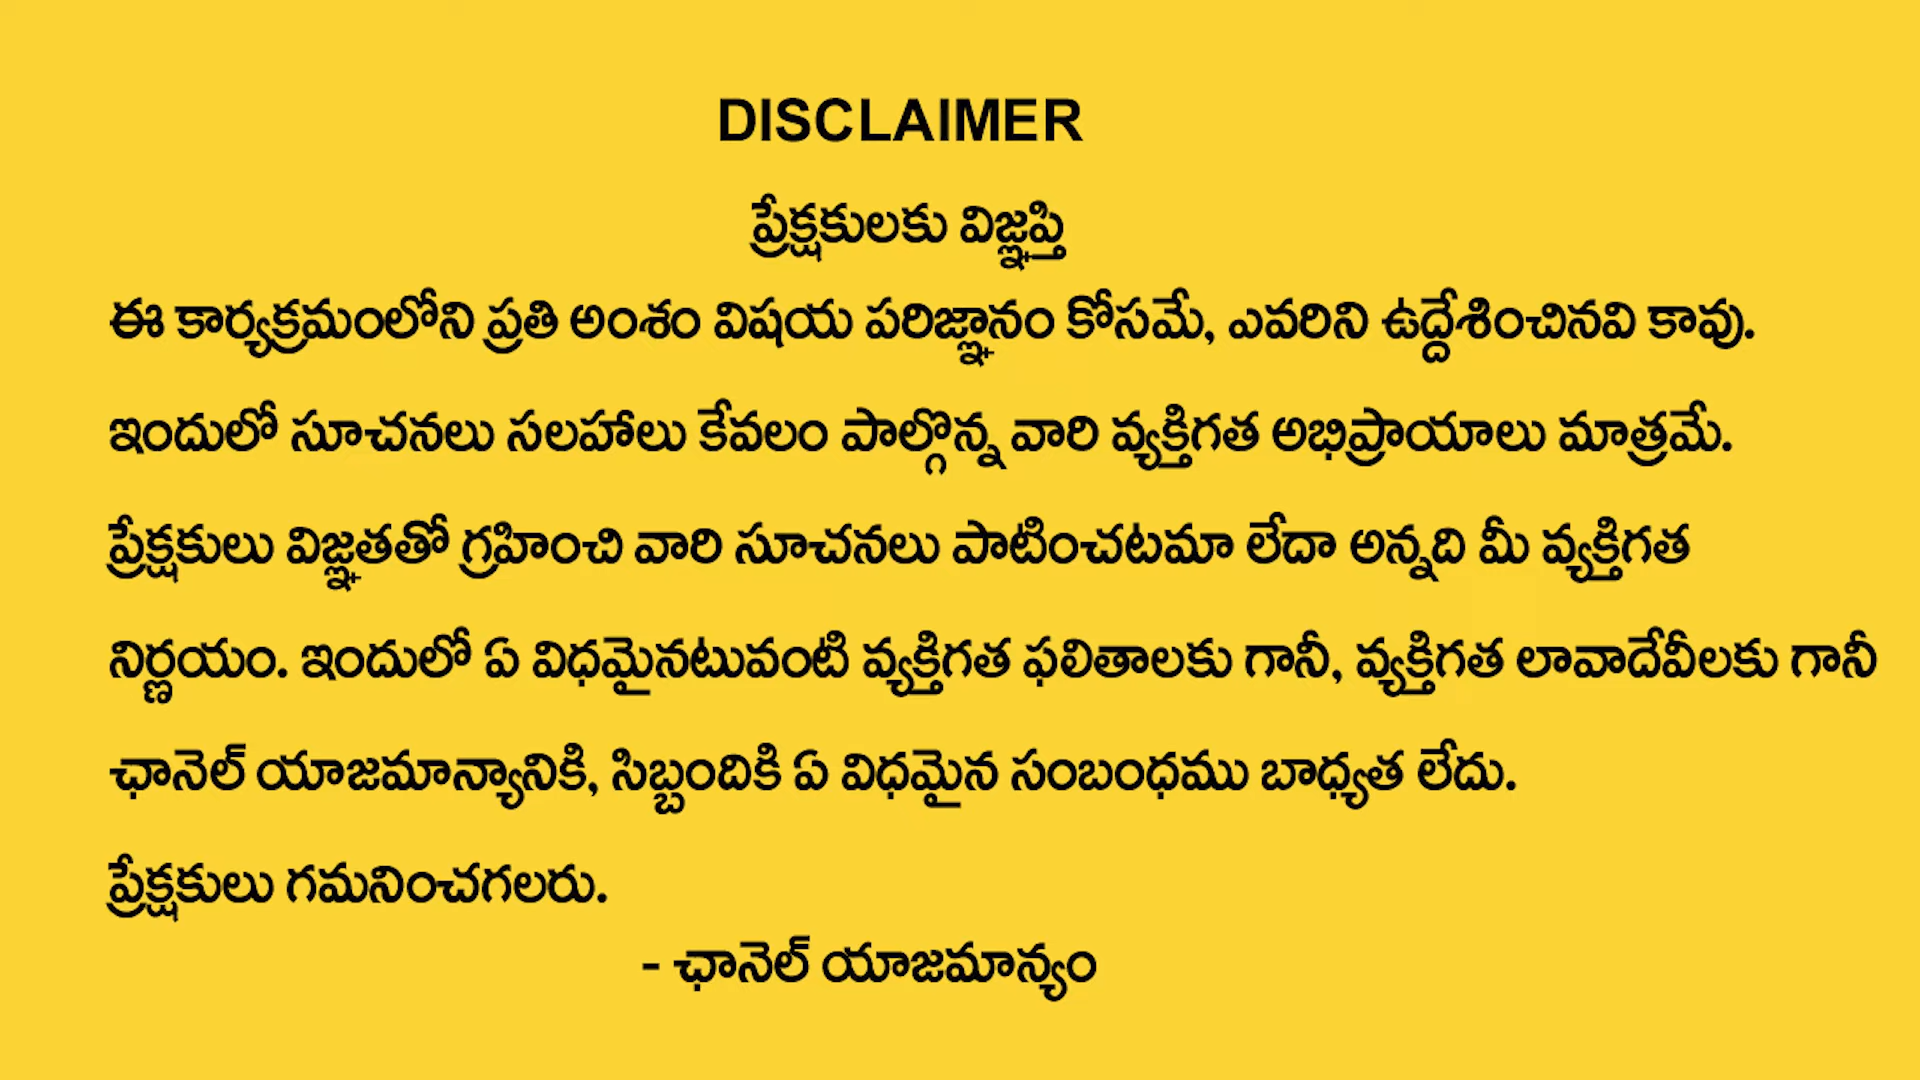 DISCLAIMER
ప్రేక్షకులకు విజ్ఞప్తి
ఈ కార్యక్రమంలోని ప్రతి అంశం విషయ పరిజ్ఞానం కోసమే, ఎవరిని ఉద్దేశించినవి కావు.
ఇందులో సూచనలు సలహాలు కేవలం పాల్గొన్న వారి వ్యక్తిగత అభిప్రాయాలు మాత్రమే.
ప్రేక్షకులు విజ్ఞతతో గ్రహించి వారి సూచనలు పాటించటమా లేదా అన్నది మీ వ్యక్తిగత
నిర్ణయం. ఇందులో ఏ విధమైనటువంటి వ్యక్తిగత ఫలితాలకు గానీ, వ్యక్తిగత లావాదేవీలకు గానీ
ఛానెల్ యాజమాన్యానికి, సిబ్బందికి ఏ విధమైన సంబంధము బాధ్యత లేదు.
ప్రేక్షకులు గమనించగలరు.
- ఛానెల్ యాజమాన్యం